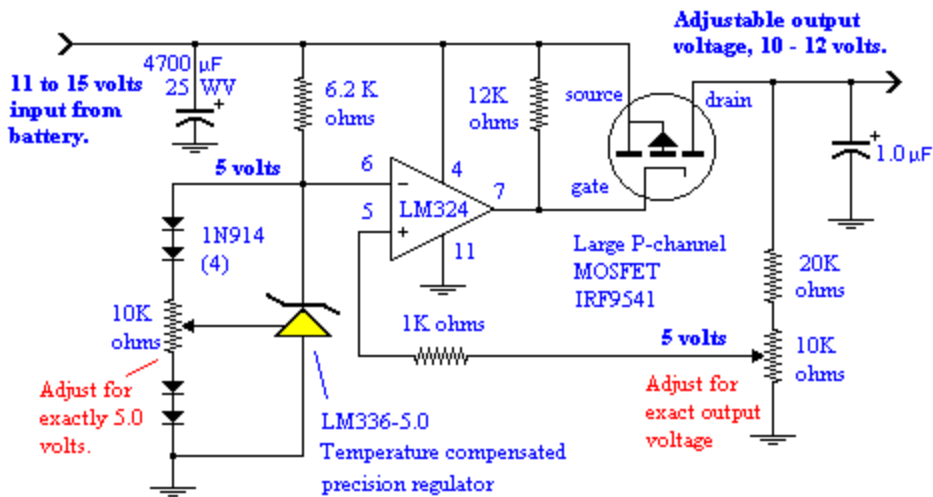 Adjustable output
voltage, 10 - 12 volts.
11 to 15 volts
input from
battery.
4700 µF
25 WV
+
6.2 K
ohms
12K
ohms
source
drain
gate
+
1.0 µF
5 volts
6
−
4
7
5
+
LM324
11
1N914
(4)
Large P-channel
MOSFET
IRF9541
20K
ohms
10K
ohms
1K ohms
5 volts
10K
ohms
Adjust for
exactly 5.0
volts.
LM336-5.0
Temperature compensated
precision regulator
Adjust for
exact output
voltage